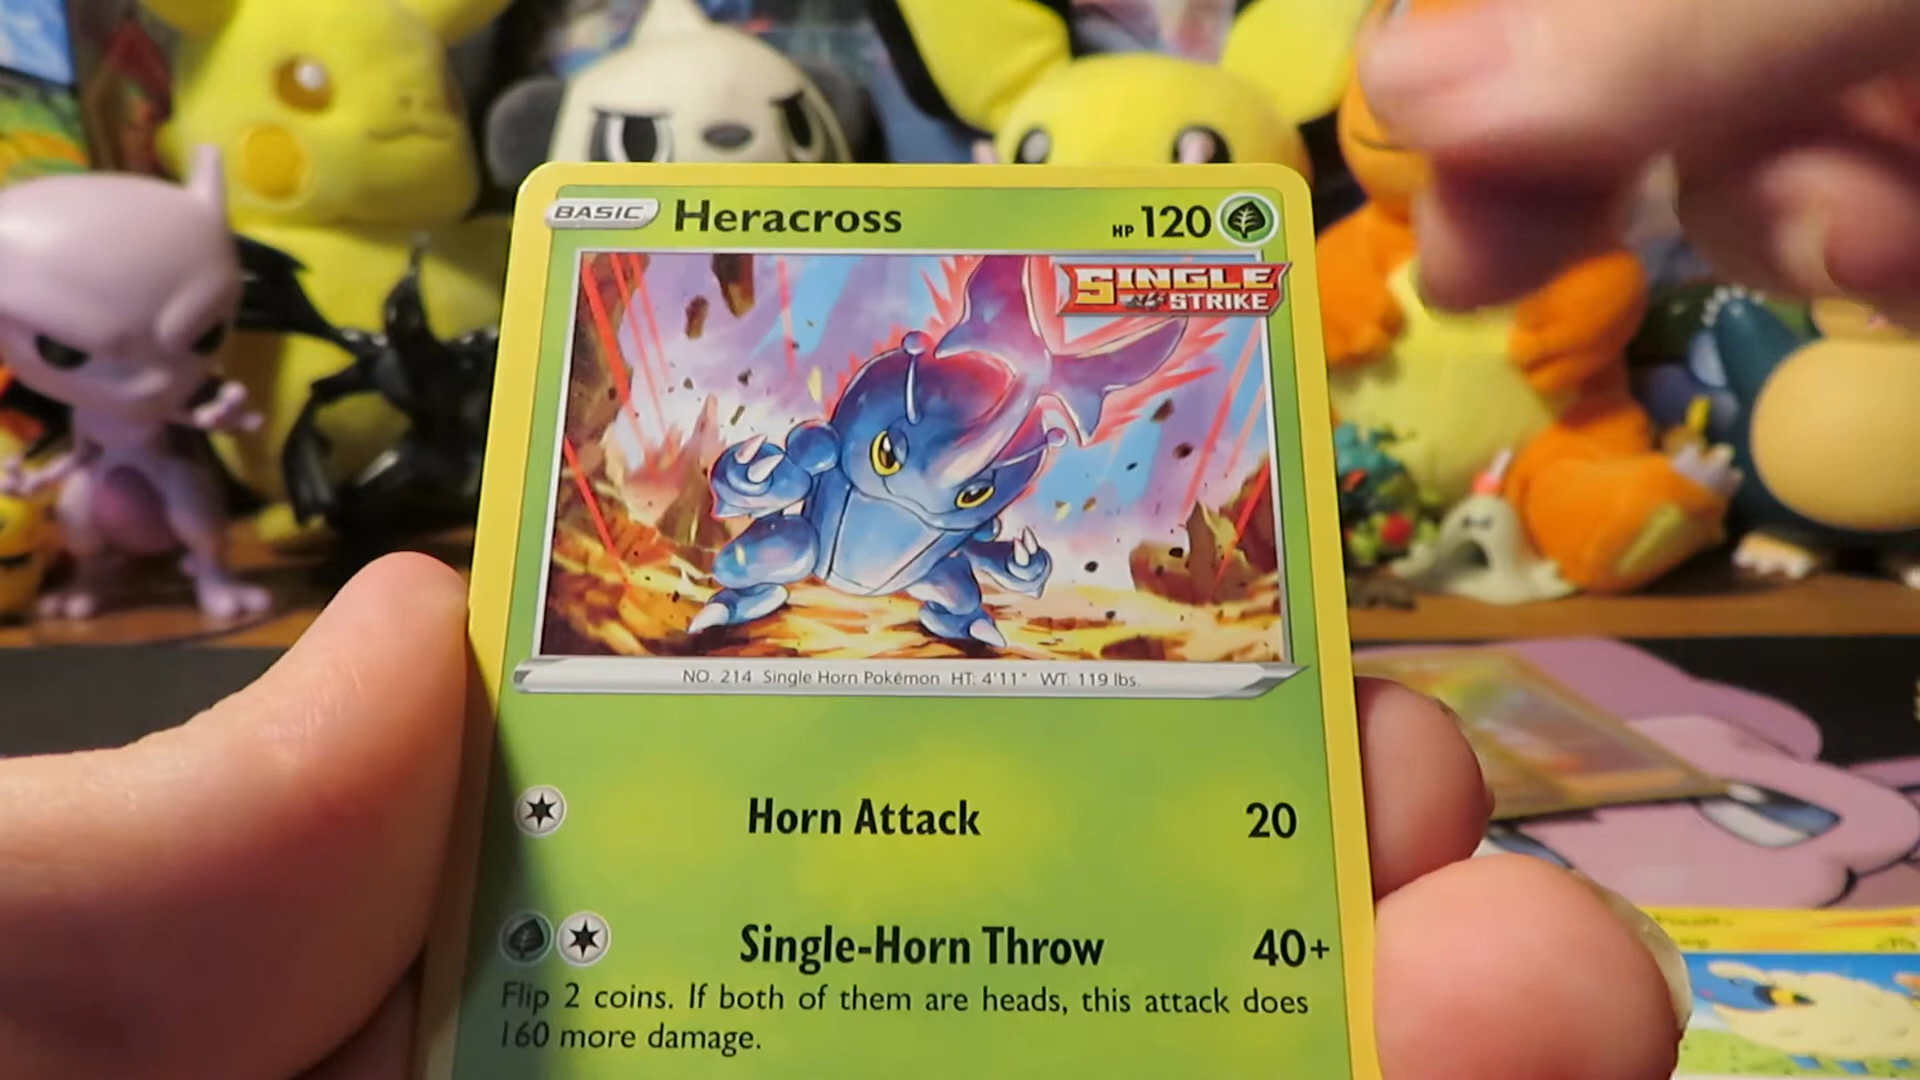 BASIC Heracross HP 120
SINGLE
STRIKE
NO. 214 Single Horn Pokémon HT: 4'11" WT: 119 lbs.
Horn Attack 20
Single-Horn Throw 40+
Flip 2 coins. If both of them are heads, this attack does
160 more damage.